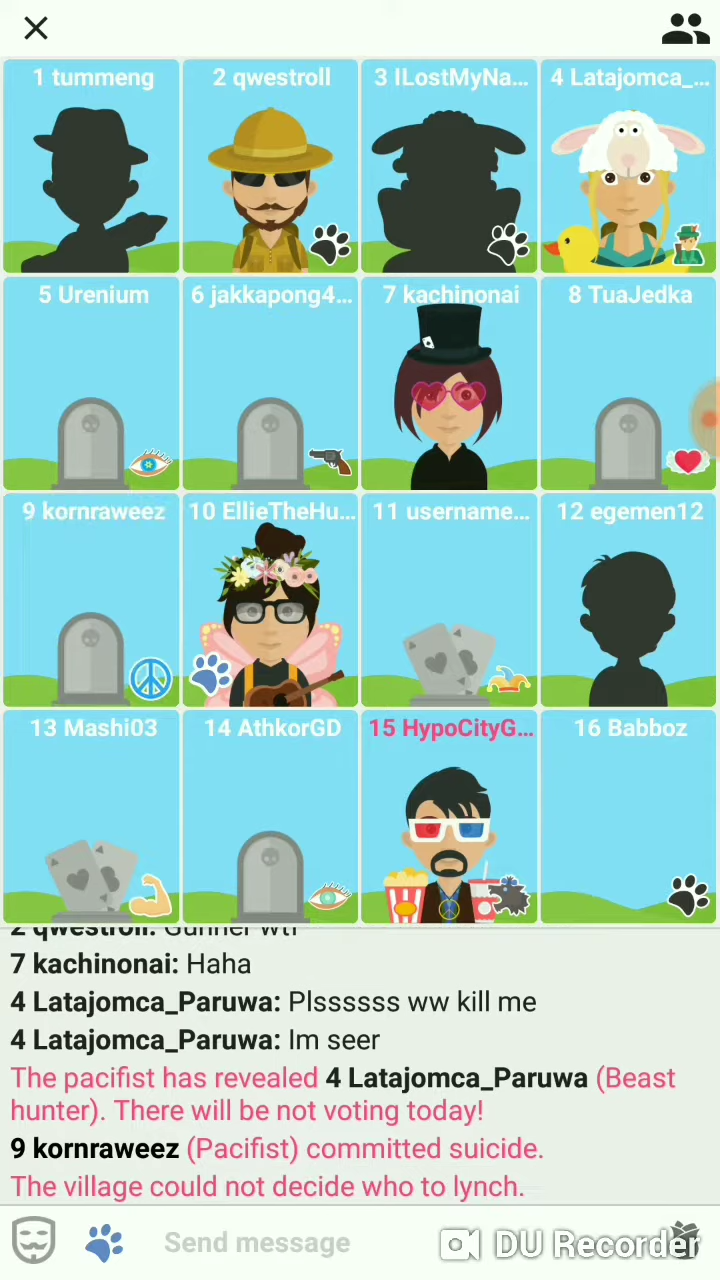 1 tummeng
2 qwestroll
3 ILostMyNa...
4 Latajomca_...
5 Urenium
6 jakkapong4...
7 kachinonai
8 TuaJedka
9 kornraweez
10 EllieTheHu...
11 username...
12 egemen12
13 Mashi03
14 AthkorGD
15 HypoCityG...
16 Babboz
2 qwestroll: Gunner wtf
7 kachinonai: Haha
4 Latajomca_Paruwa: Plssssss ww kill me
4 Latajomca_Paruwa: Im seer
The pacifist has revealed 4 Latajomca_Paruwa (Beast
hunter). There will be not voting today!
9 kornraweez (Pacifist) committed suicide.
The village could not decide who to lynch.
Send message
DU Recorder